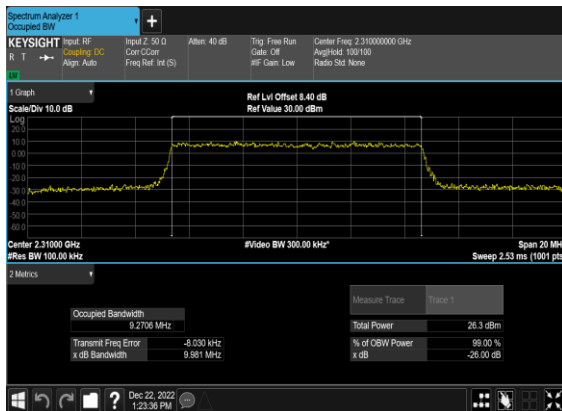 Spectrum Analyzer 1
Occupied BW
KEYSIGHT Input: RF Input Z: 50 Ω Atten: 40 dB Trig: Free Run Center Freq: 2.310000000 GHz
R T Coupling: DC Corr CCorr Gate: Off Avg|Hold: 100/100
Align: Auto Freq Ref: Int (S) #IF Gain: Low Radio Std: None
1 Graph
Ref Lvl Offset 8.40 dB
Scale/Div 10.0 dB Ref Value 30.00 dBm
Log
20.0
10.0
0.00
-10.0
-20.0
-30.0
-40.0
-50.0
-60.0
Center 2.31000 GHz #Video BW 300.00 kHz* Span 20 MH
#Res BW 100.00 kHz Sweep 2.53 ms (1001 pts
2 Metrics
Measure Trace Trace 1
Occupied Bandwidth
9.2706 MHz Total Power 26.3 dBm
Transmit Freq Error -8.030 kHz % of OBW Power 99.00 %
x dB Bandwidth 9.981 MHz x dB -26.00 dB
? Dec 22, 2022
1:23:36 PM